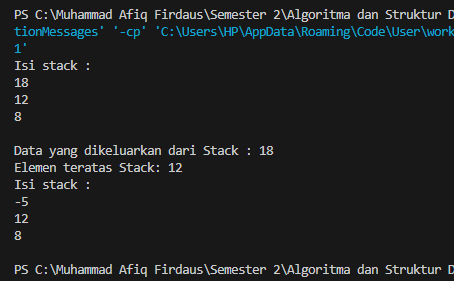 PS C:\Muhammad Afiq Firdaus\Semester 2\Algoritma dan Struktur D
tionMessages' '-cp' 'C:\Users\HP\AppData\Roaming\Code\User\work
1'
Isi stack :
18
12
8
Data yang dikeluarkan dari Stack : 18
Elemen teratas Stack: 12
Isi stack :
-5
12
8
PS C:\Muhammad Afiq Firdaus\Semester 2\Algoritma dan Struktur D